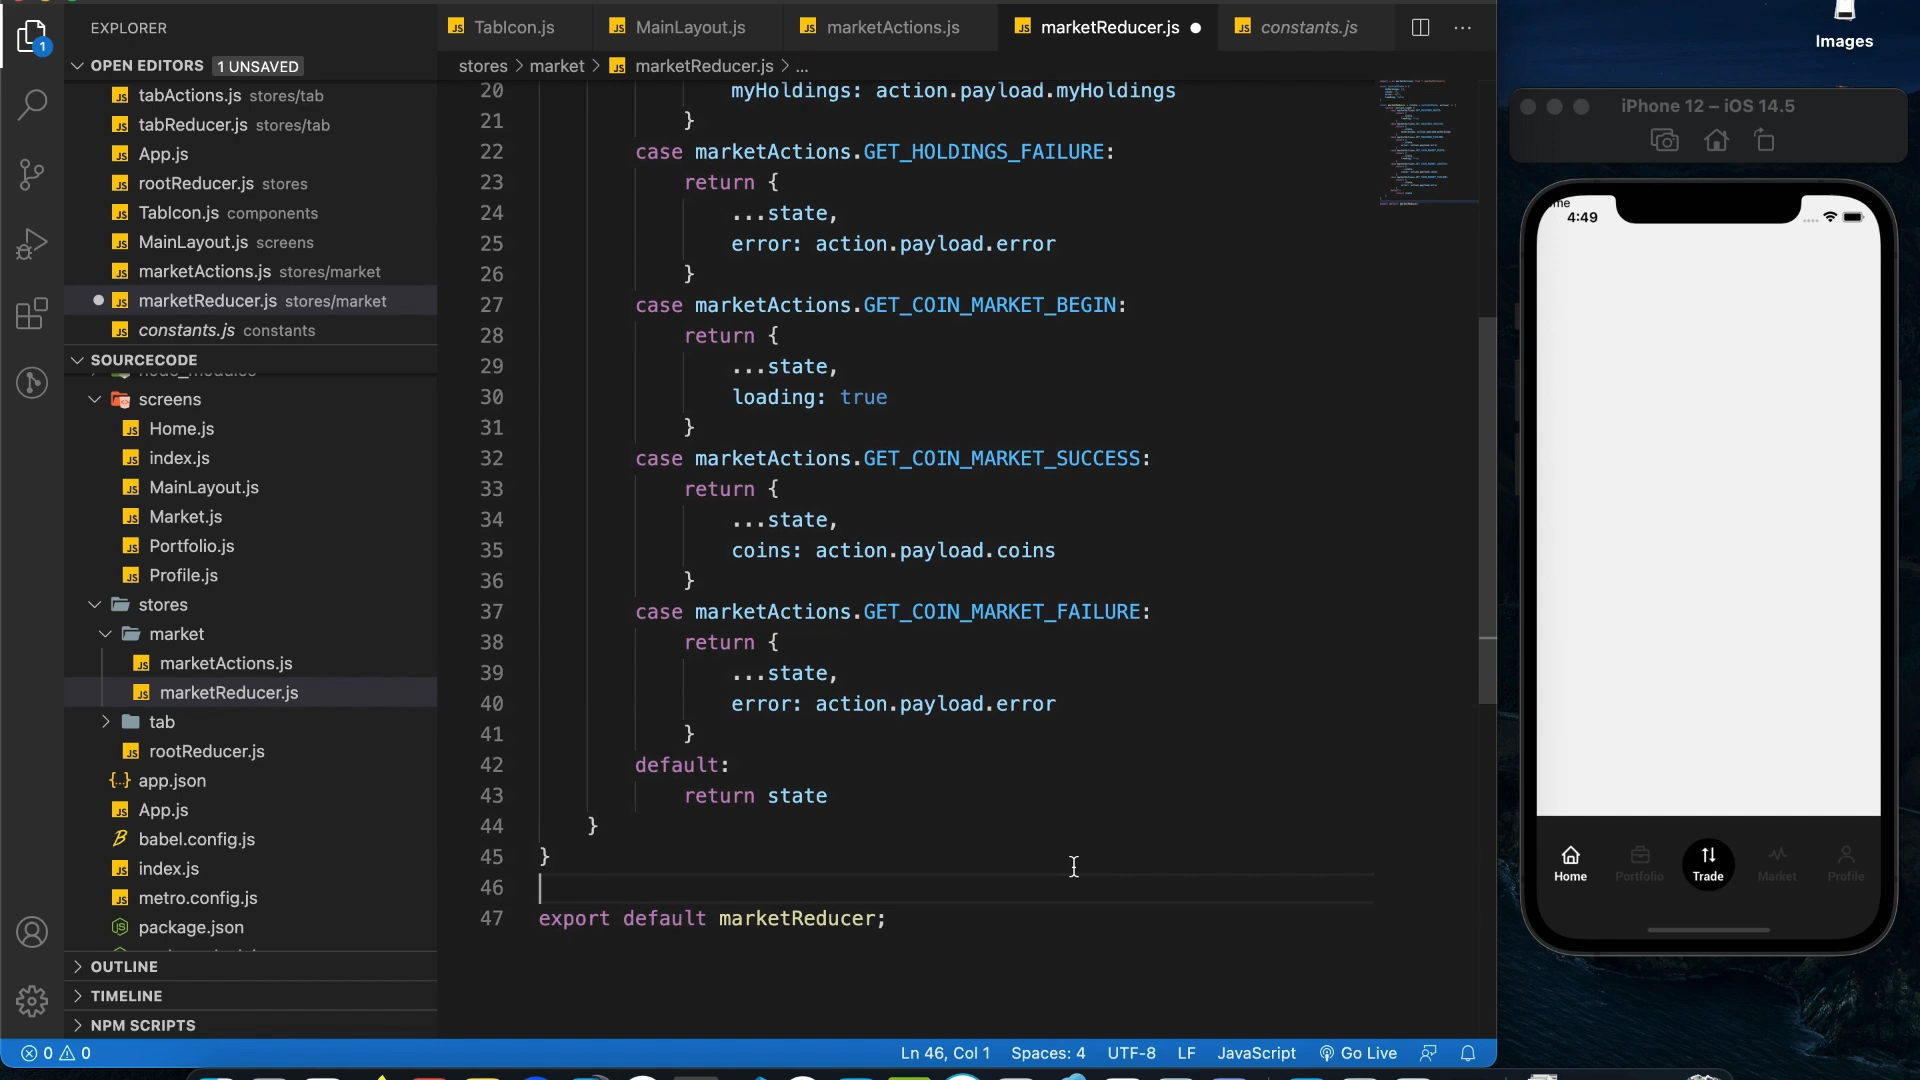 EXPLORER
TabIcon.js
MainLayout.js
marketActions.js
marketReducer.js
constants.js
Images
1
OPEN EDITORS 1 UNSAVED
stores > market > marketReducer.js > ...
tabActions.js stores/tab
tabReducer.js stores/tab
App.js
rootReducer.js stores
TabIcon.js components
MainLayout.js screens
marketActions.js stores/market
marketReducer.js stores/market
constants.js constants
SOURCECODE
node_modules
screens
Home.js
index.js
MainLayout.js
Market.js
Portfolio.js
Profile.js
stores
market
marketActions.js
marketReducer.js
tab
rootReducer.js
app.json
App.js
babel.config.js
index.js
metro.config.js
package.json
OUTLINE
TIMELINE
NPM SCRIPTS
20 myHoldings: action.payload.myHoldings
21 }
22 case marketActions.GET_HOLDINGS_FAILURE:
23 return {
24 ...state,
25 error: action.payload.error
26 }
27 case marketActions.GET_COIN_MARKET_BEGIN:
28 return {
29 ...state,
30 loading: true
31 }
32 case marketActions.GET_COIN_MARKET_SUCCESS:
33 return {
34 ...state,
35 coins: action.payload.coins
36 }
37 case marketActions.GET_COIN_MARKET_FAILURE:
38 return {
39 ...state,
40 error: action.payload.error
41 }
42 default:
43 return state
44 }
45 }
46
47 export default marketReducer;
iPhone 12 – iOS 14.5
me
4:49
Home
Portfolio
Trade
Market
Profile
0 0
Ln 46, Col 1
Spaces: 4
UTF-8
LF
JavaScript
Go Live